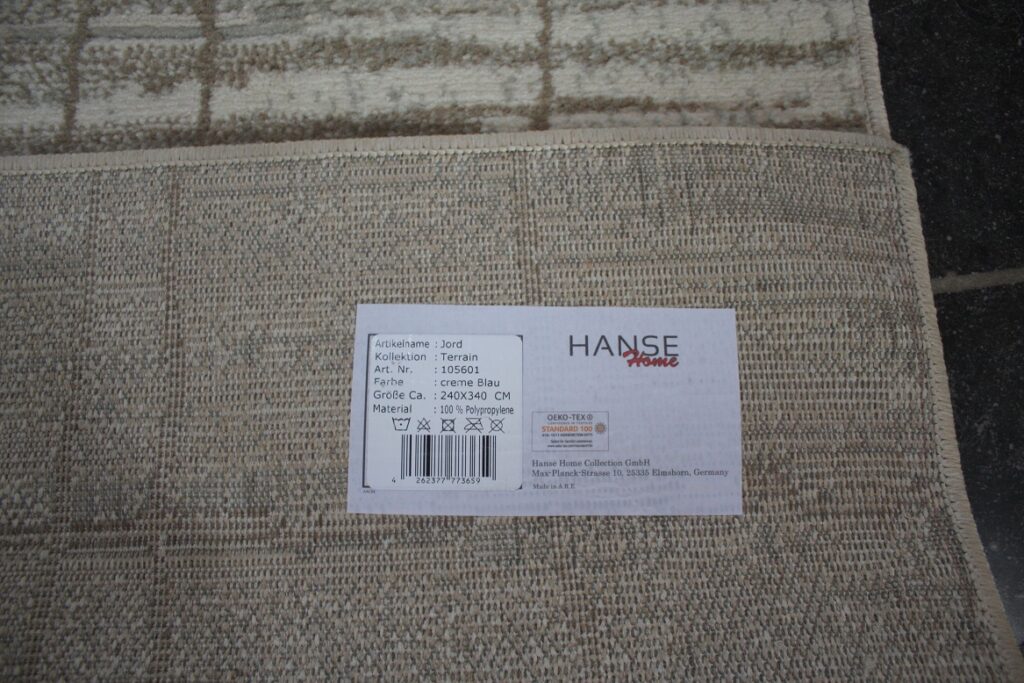 Artikelname : Jord
Kollektion : Terrain
Art. Nr. : 105601
Farbe : creme Blau
Größe Ca. : 240X340 CM
Material : 100 % Polypropylene
4 262377 773659
HANSE
Home
OEKO-TEX ®
STANDARD 100
Hanse Home Collection GmbH
Max-Planck-Strasse 10, 25335 Elmshorn, Germany
Made in A.R.E